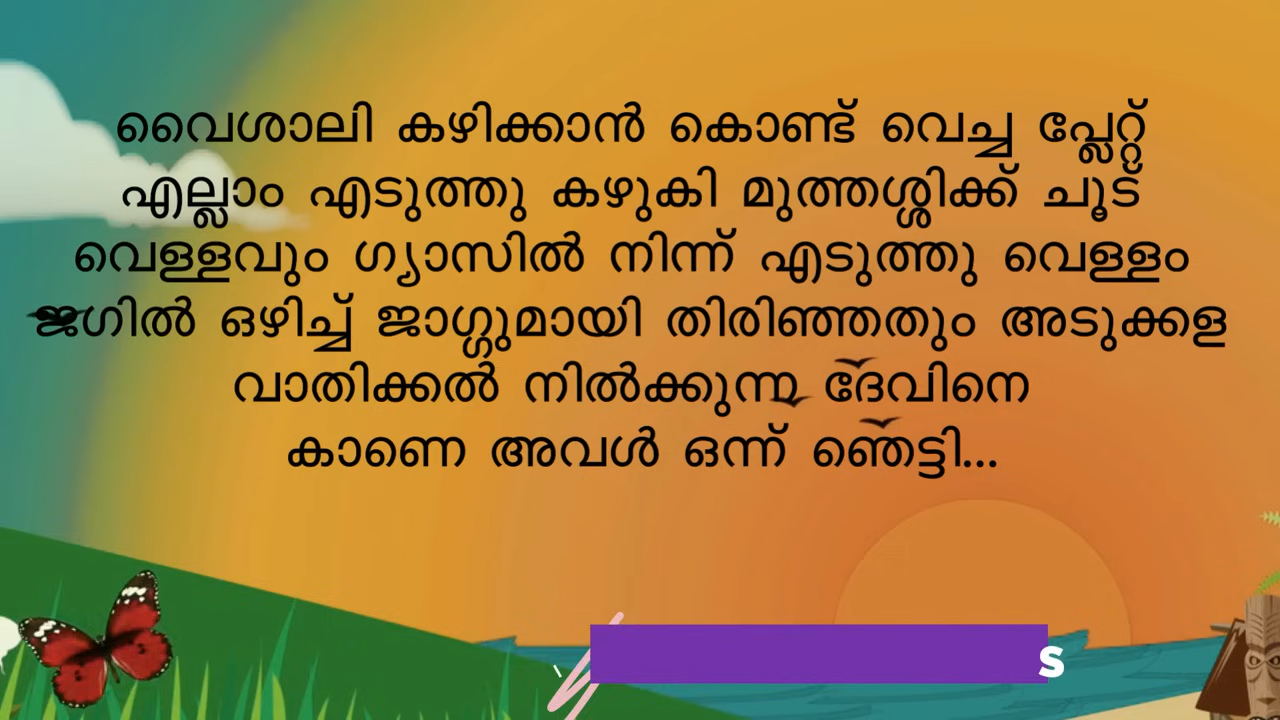 വൈശാലി കഴിക്കാൻ കൊണ്ട് വെച്ച പ്ലേറ്റ്
എല്ലാം എടുത്തു കഴുകി മുത്തശ്ശിക്ക് ചൂട്
വെള്ളവും ഗ്യാസിൽ നിന്ന് എടുത്തു വെള്ളം
ജഗിൽ ഒഴിച്ച് ജാഗ്ഗുമായി തിരിഞ്ഞതും അടുക്കള
വാതിക്കൽ നിൽക്കുന്ന ദേവിനെ
കാണെ അവൾ ഒന്ന് ഞെട്ടി...
s